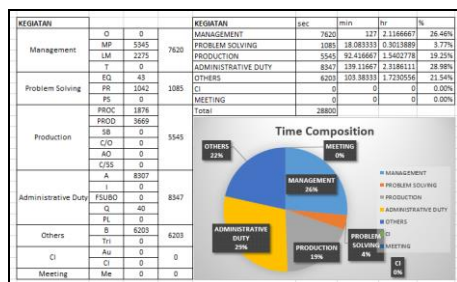 KEGIATAN
Management O 0 7620
MP 5345
LM 2275
T 0
Problem Solving EQ 43 1085
PR 1042
PS 0
Production PROC 1876 5545
PROD 3669
SB 0
C/O 0
AO 0
C/SS 0
Administrative Duty A 8307 8347
I 0
FSUBO 0
Q 40
PL 0
Others B 6203 6203
Tri 0
CI Au 0 0
CI 0
Meeting Me 0 0
KEGIATAN sec min hr %
MANAGEMENT 7620 127 2.1166667 26.46%
PROBLEM SOLVING 1085 18.083333 0.3013889 3.77%
PRODUCTION 5545 92.416667 1.5402778 19.25%
ADMINISTRATIVE DUTY 8347 139.11667 2.3186111 28.98%
OTHERS 6203 103.38333 1.7230556 21.54%
CI 0 0 0 0.00%
MEETING 0 0 0 0.00%
Total 28800
Time Composition
OTHERS
22%
MEETING
0%
MANAGEMENT
26%
ADMINISTRATIVE
DUTY
29%
PRODUCTION
19%
PROBLEM
SOLVING
4%
CI
0%
MANAGEMENT
PROBLEM SOLVING
PRODUCTION
ADMINISTRATIVE DUTY
OTHERS
CI
MEETING